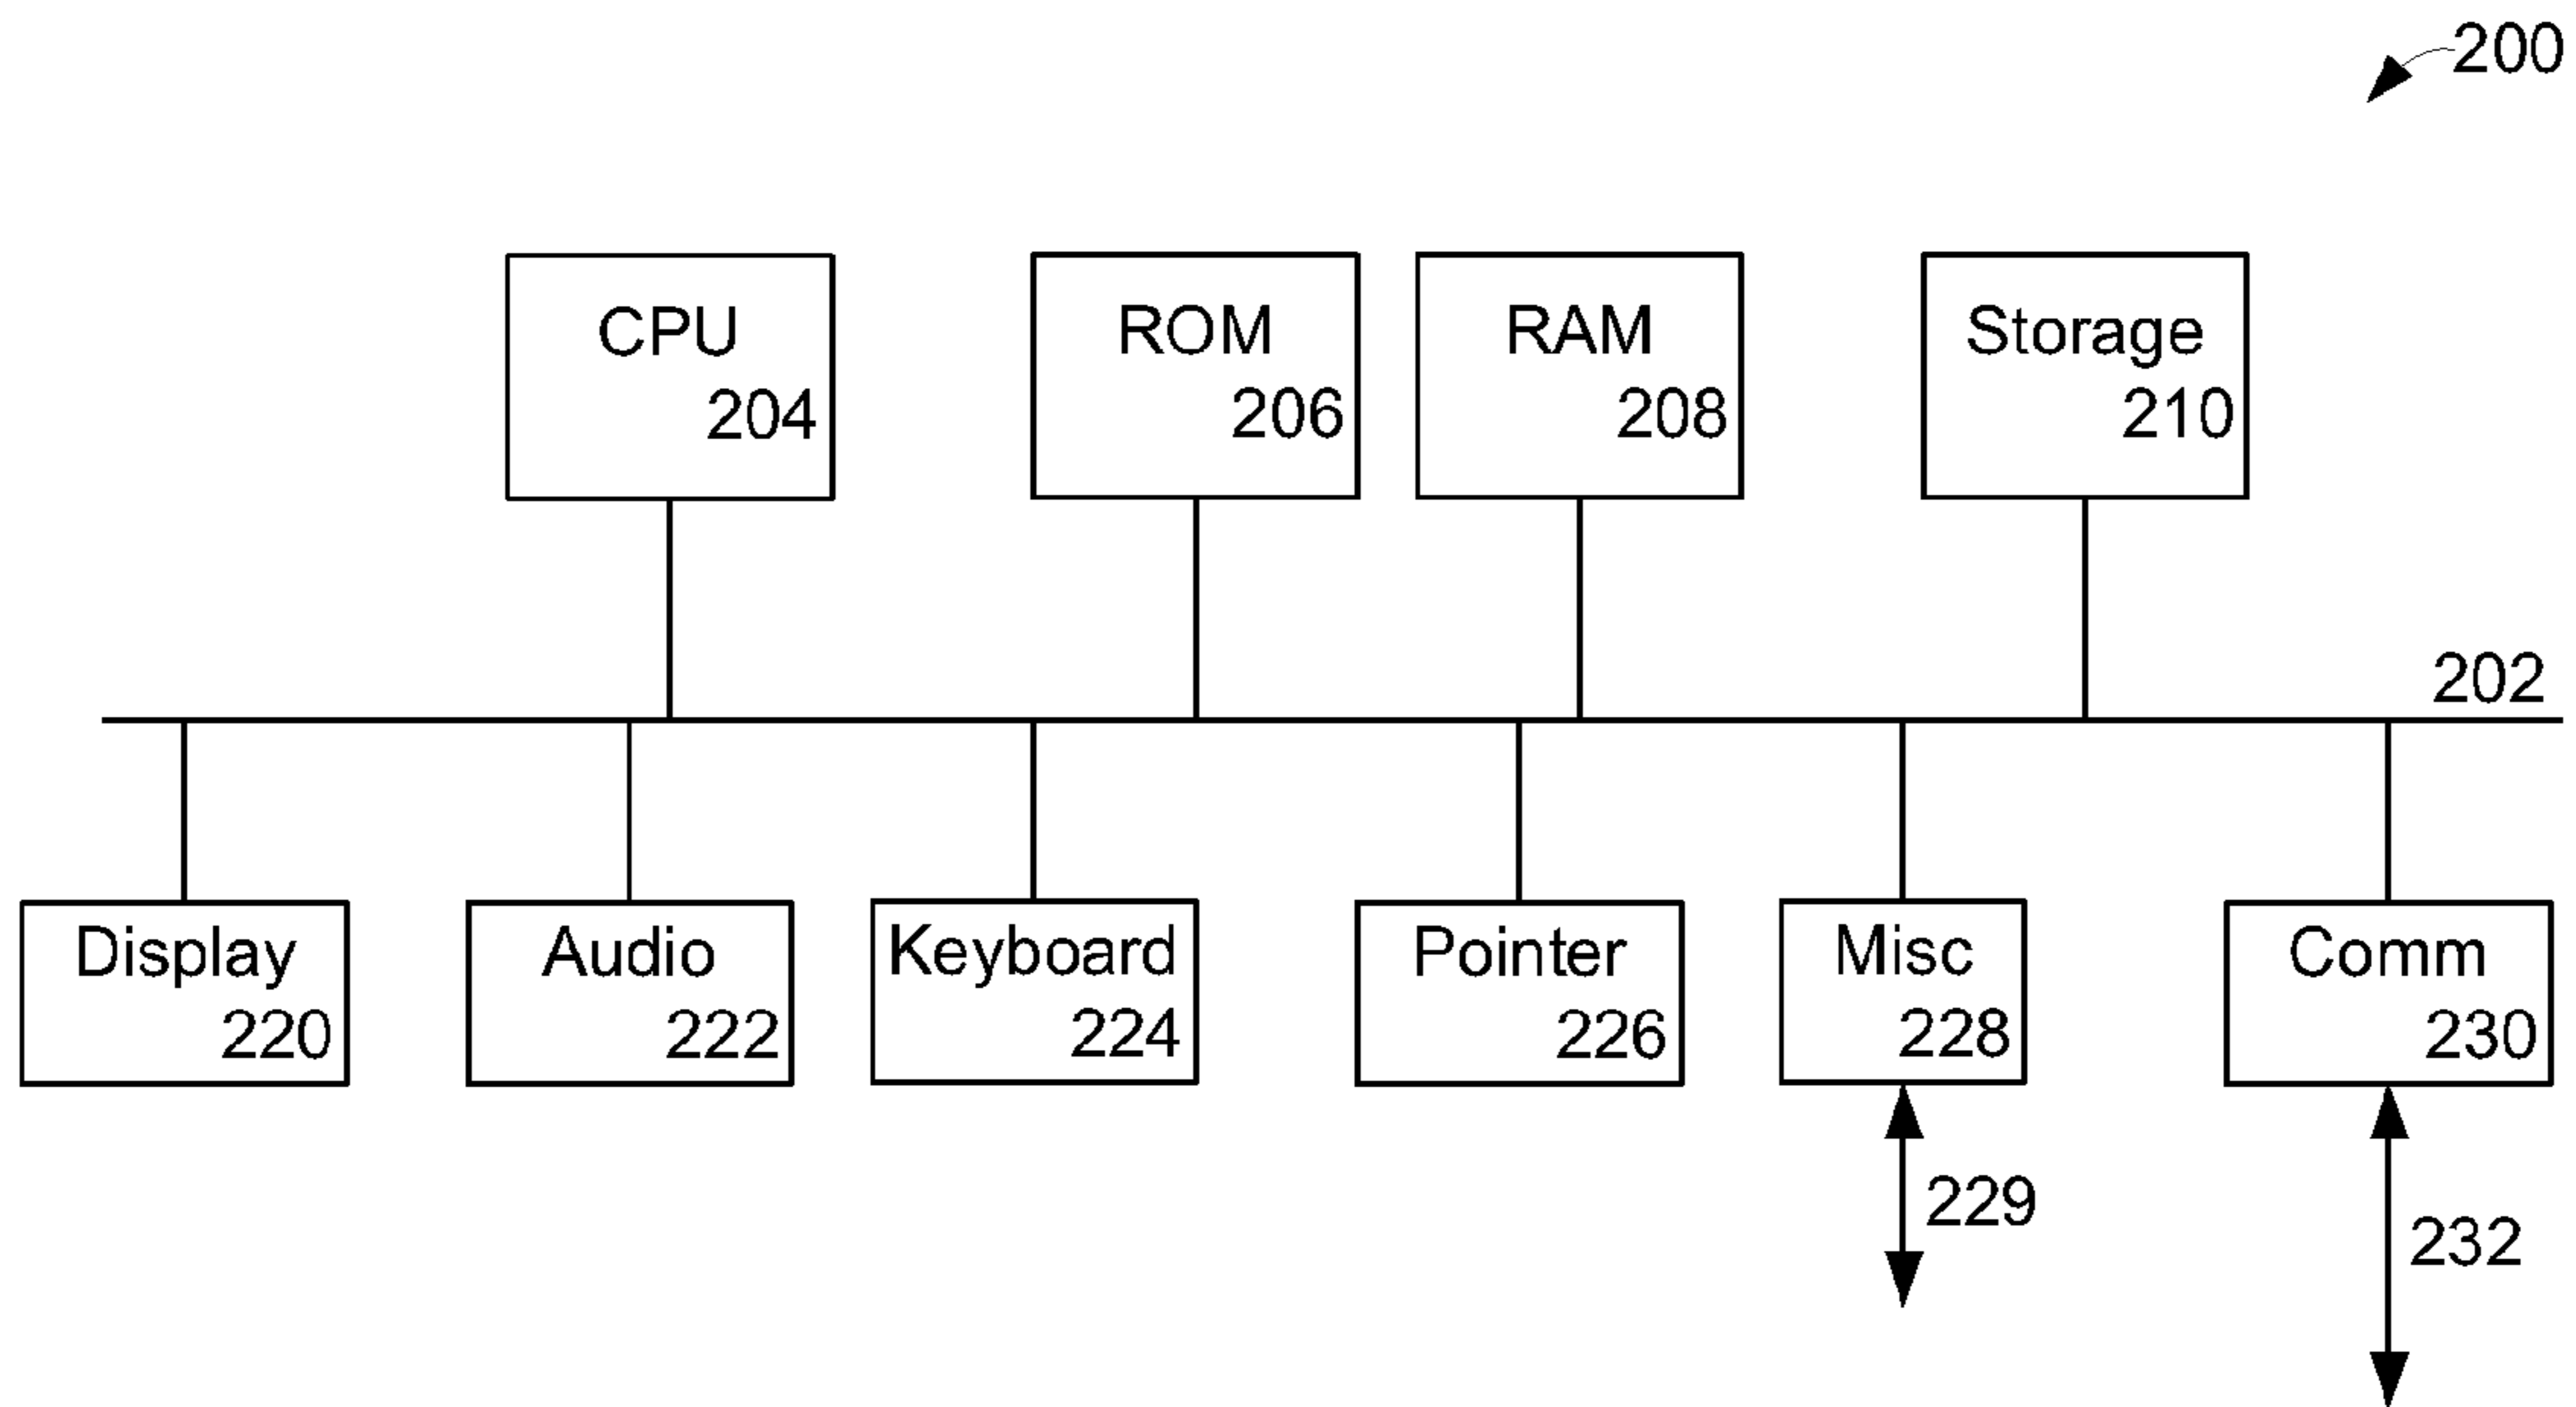 200
CPU
204
ROM
206
RAM
208
Storage
210
202
Display
220
Audio
222
Keyboard
224
Pointer
226
Misc
228
Comm
230
229
232